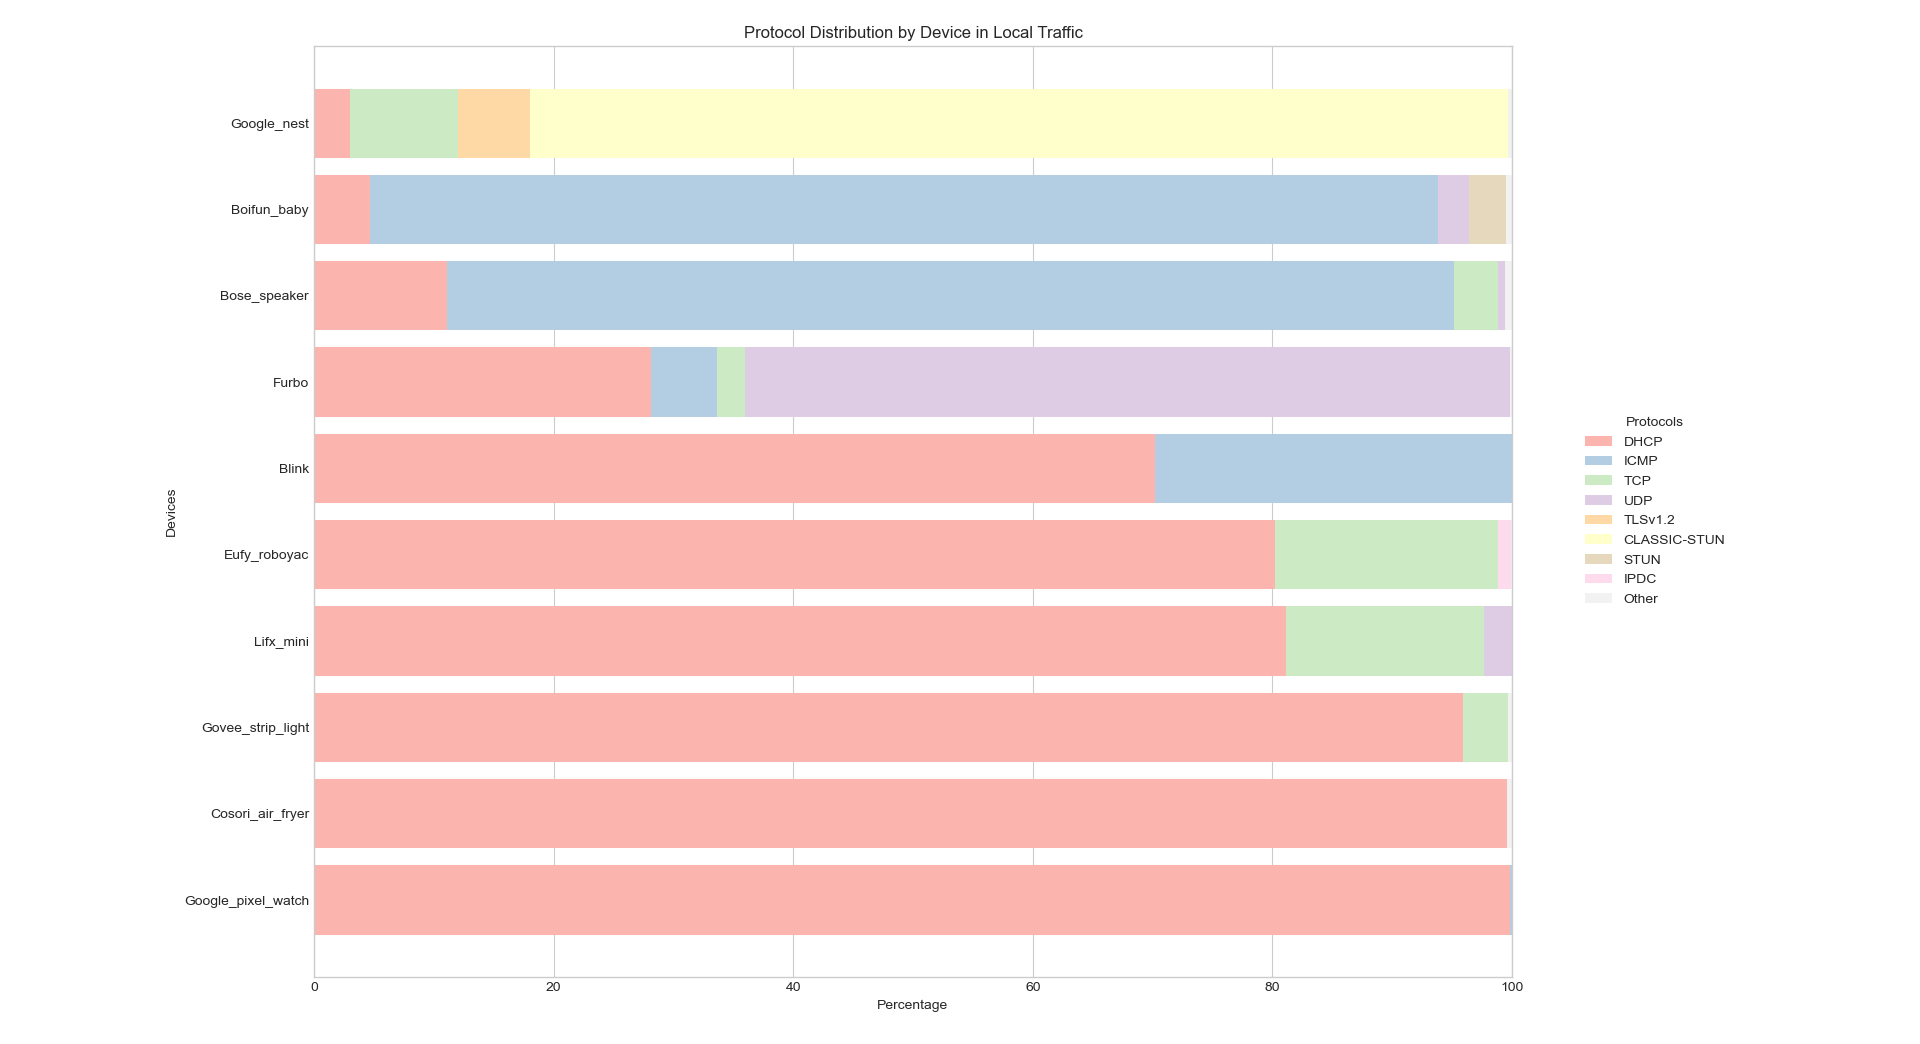 Protocol Distribution by Device in Local Traffic
Devices
Google_nest
Boifun_baby
Bose_speaker
Furbo
Blink
Eufy_roboyac
Lifx_mini
Govee_strip_light
Cosori_air_fryer
Google_pixel_watch
0 20 40 60 80 100
Percentage
Protocols
DHCP
ICMP
TCP
UDP
TLSv1.2
CLASSIC-STUN
STUN
IPDC
Other